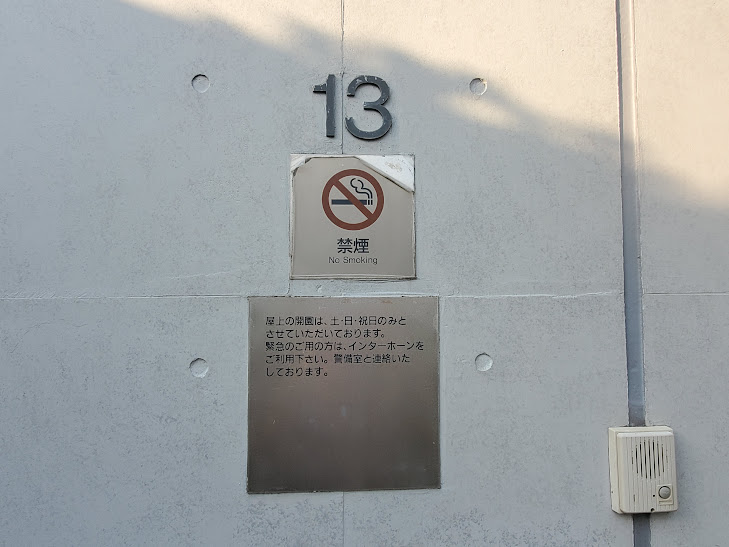 13
禁煙
No Smoking
屋上の開園は、土・日・祝日のみと
させていただいております。
緊急のご用の方は、インターホーンを
ご利用下さい。警備室と連絡いた
しております。